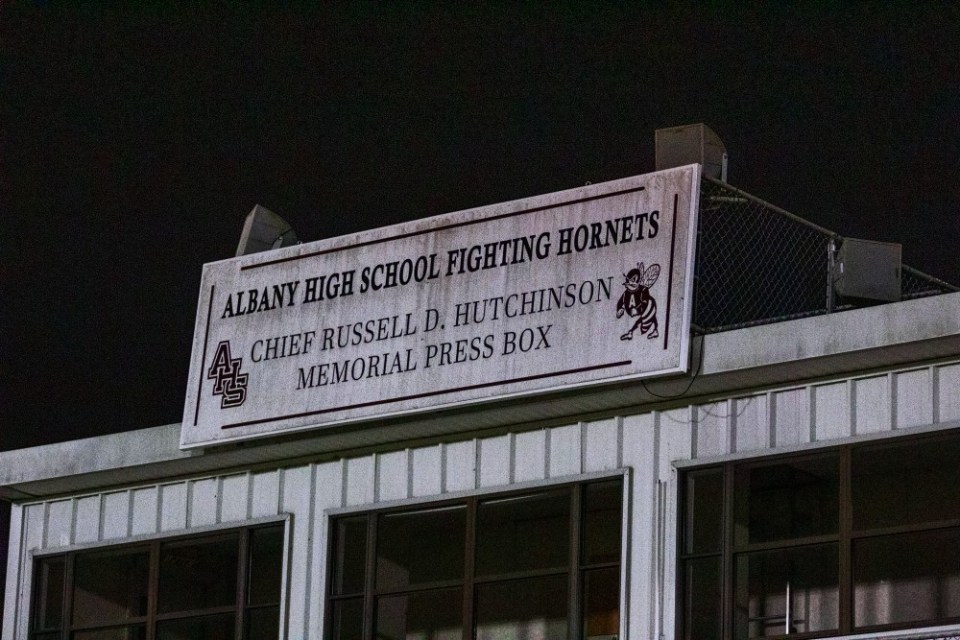 ALBANY HIGH SCHOOL FIGHTING HORNETS
CHIEF RUSSELL D. HUTCHINSON
MEMORIAL PRESS BOX
AHS
A